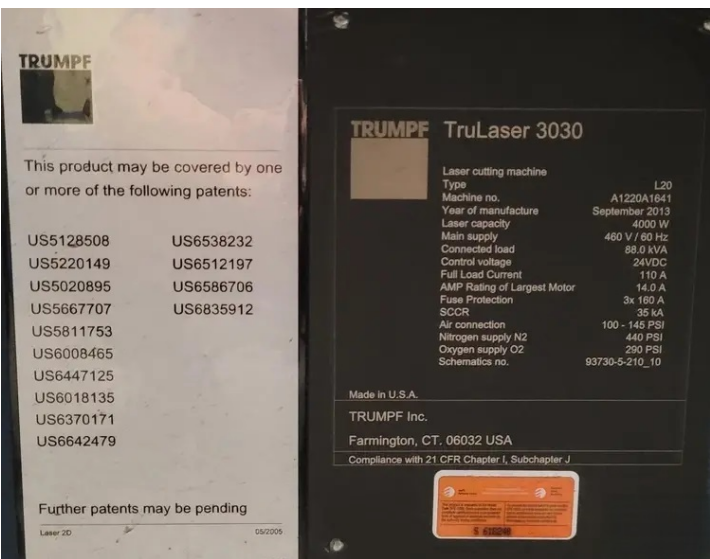 TRUMPF
This product may be covered by one
or more of the following patents:
US5128508 US6538232
US5220149 US6512197
US5020895 US6586706
US5667707 US6835912
US5811753
US6008465
US6447125
US6018135
US6370171
US6642479
Further patents may be pending
Laser 2D 05/2005
TRUMPF TruLaser 3030
Laser cutting machine
Type L20
Machine no. A1220A1641
Year of manufacture September 2013
Laser capacity 4000 W
Main supply 460 V / 60 Hz
Connected load 88.0 kVA
Control voltage 24VDC
Full Load Current 110 A
AMP Rating of Largest Motor 14.0 A
Fuse Protection 3x 160 A
SCCR 35 kA
Air connection 100 - 145 PSI
Nitrogen supply N2 440 PSI
Oxygen supply O2 290 PSI
Schematics no. 93730-5-210_10
Made in U.S.A.
TRUMPF Inc.
Farmington, CT. 06032 USA
Compliance with 21 CFR Chapter I, Subchapter J